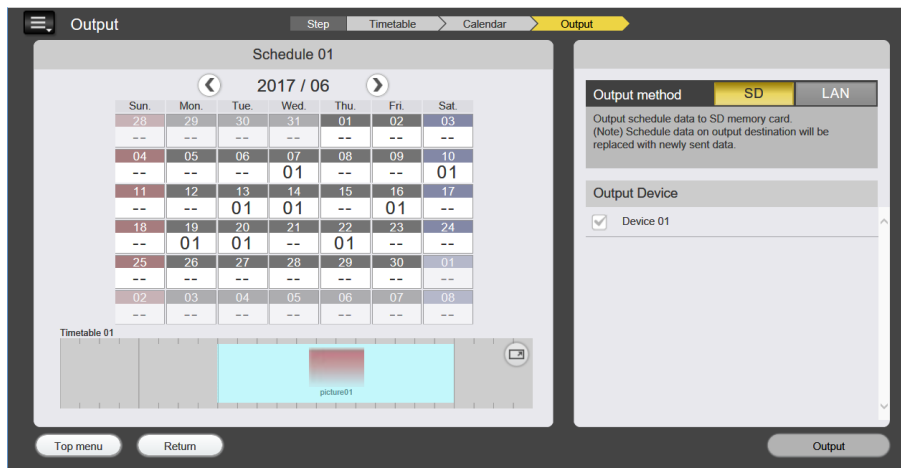 Output
Step Timetable Calendar Output
Schedule 01
2017 / 06
Sun. Mon. Tue. Wed. Thu. Fri. Sat.
28 29 30 31 01 02 03
-- -- -- -- -- -- --
04 05 06 07 08 09 10
-- -- -- 01 -- -- 01
11 12 13 14 15 16 17
-- -- 01 01 -- 01 --
18 19 20 21 22 23 24
-- 01 01 -- 01 -- --
25 26 27 28 29 30 01
-- -- -- -- -- -- --
02 03 04 05 06 07 08
-- -- -- -- -- -- --
Timetable 01
picture01
Output method SD LAN
Output schedule data to SD memory card.
(Note) Schedule data on output destination will be
replaced with newly sent data.
Output Device
Device 01
Top menu Return Output